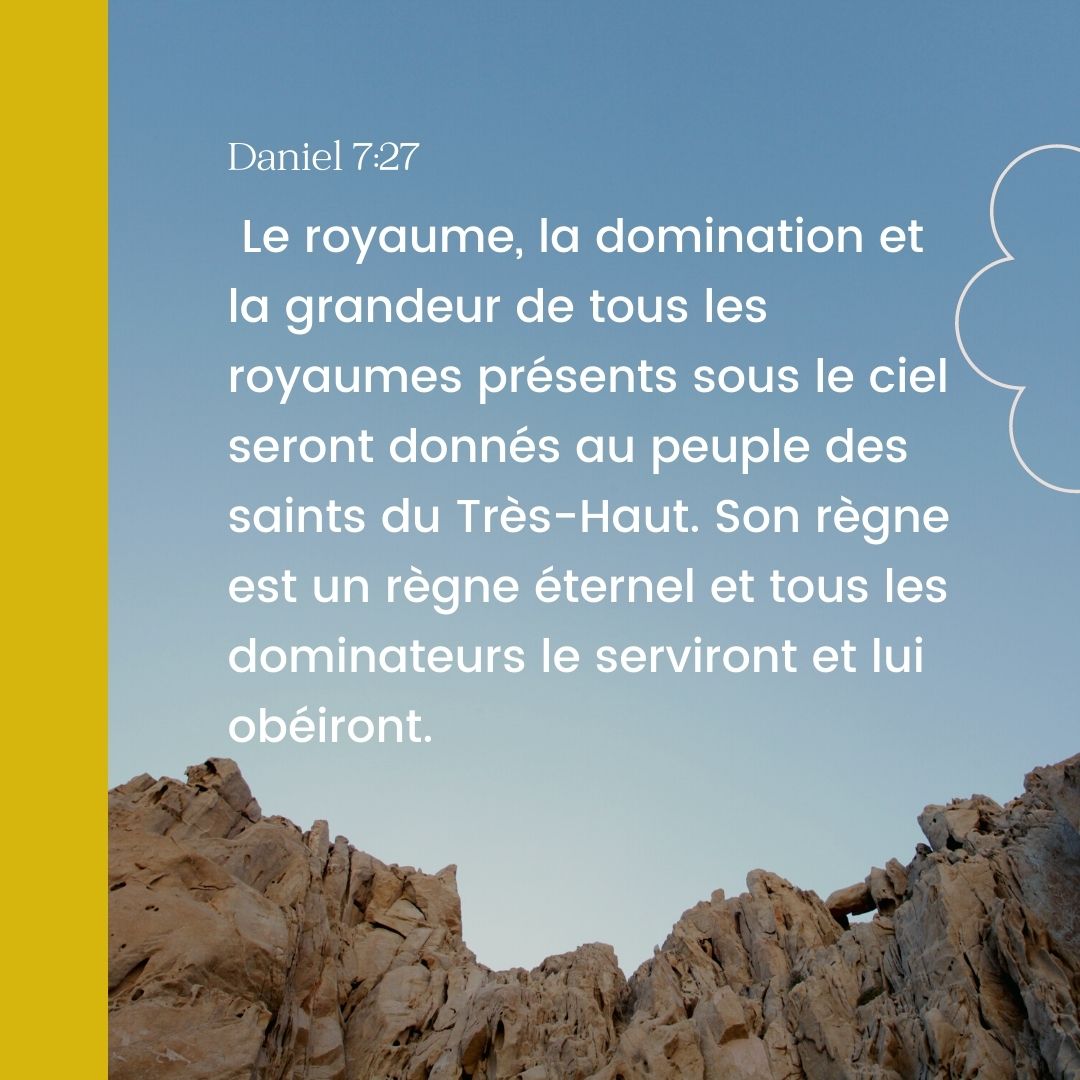 Daniel 7:27
Le royaume, la domination et
la grandeur de tous les
royaumes présents sous le ciel
seront donnés au peuple des
saints du Très-Haut. Son règne
est un règne éternel et tous les
dominateurs le serviront et lui
obéiront.